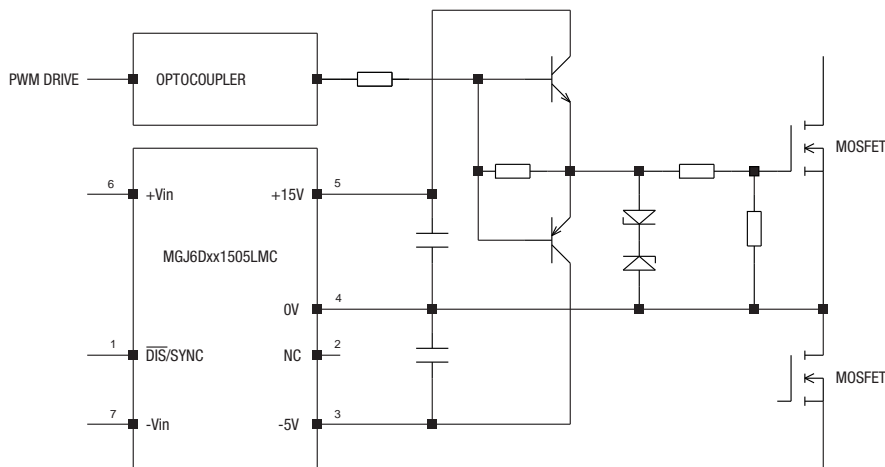 PWM DRIVE
OPTOCOUPLER
MOSFET
6
+Vin
+15V
5
MGJ6Dxx1505LMC
0V
4
1
DIS/SYNC
NC
2
MOSFET
7
-Vin
-5V
3